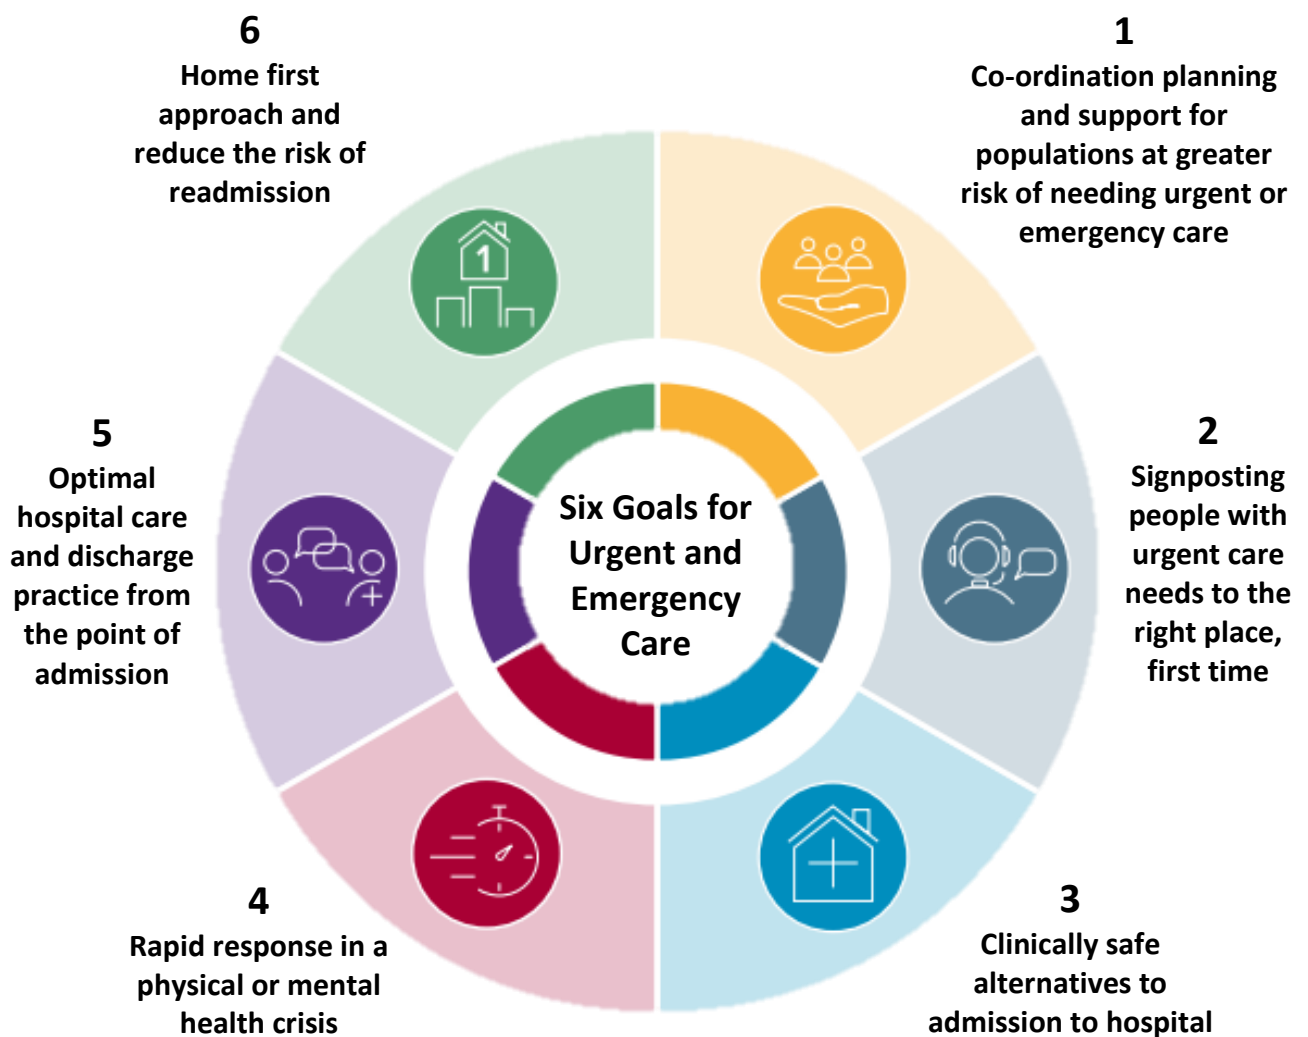 6
Home first
approach and
reduce the risk of
readmission
1
Co-ordination planning
and support for
populations at greater
risk of needing urgent or
emergency care
5
Optimal
hospital care
and discharge
practice from
the point of
admission
1
Six Goals for
Urgent and
Emergency
Care
2
Signposting
people with
urgent care
needs to the
right place,
first time
4
Rapid response in a
physical or mental
health crisis
3
Clinically safe
alternatives to
admission to hospital